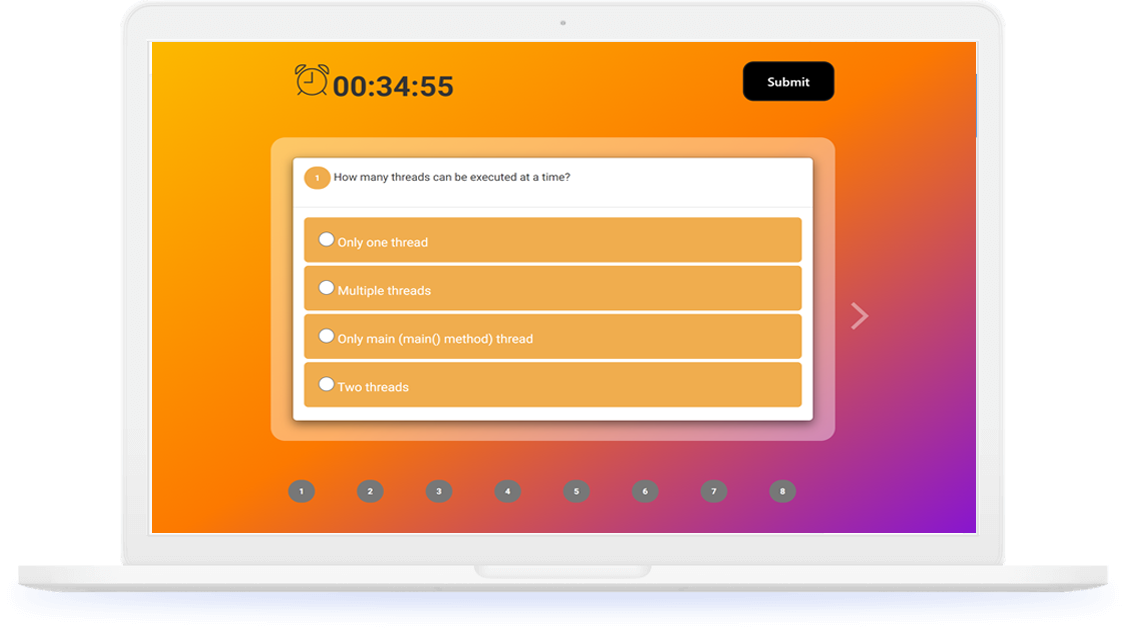 00:34:55
Submit
1 How many threads can be executed at a time?
Only one thread
Multiple threads
Only main (main() method) thread
Two threads
1 2 3 4 5 6 7 8